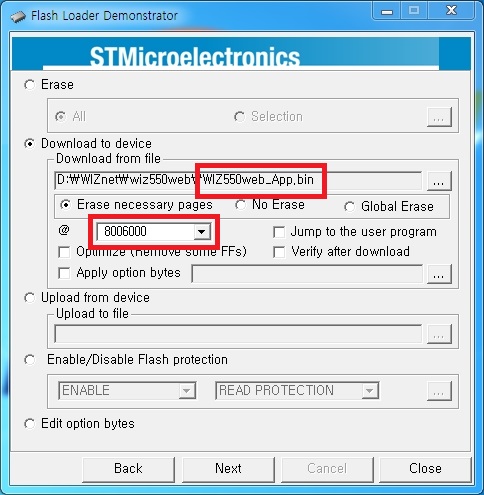 Flash Loader Demonstrator
STMicroelectronics
Erase
All
Selection
...
Download to device
Download from file
D:₩WIZnet₩wiz550web₩WIZ550web_App.bin
...
Erase necessary pages
No Erase
Global Erase
@
8006000
Jump to the user program
Optimize (Remove some FFs)
Verify after download
Apply option bytes
...
Upload from device
Upload to file
...
Enable/Disable Flash protection
ENABLE
READ PROTECTION
...
Edit option bytes
Back
Next
Cancel
Close